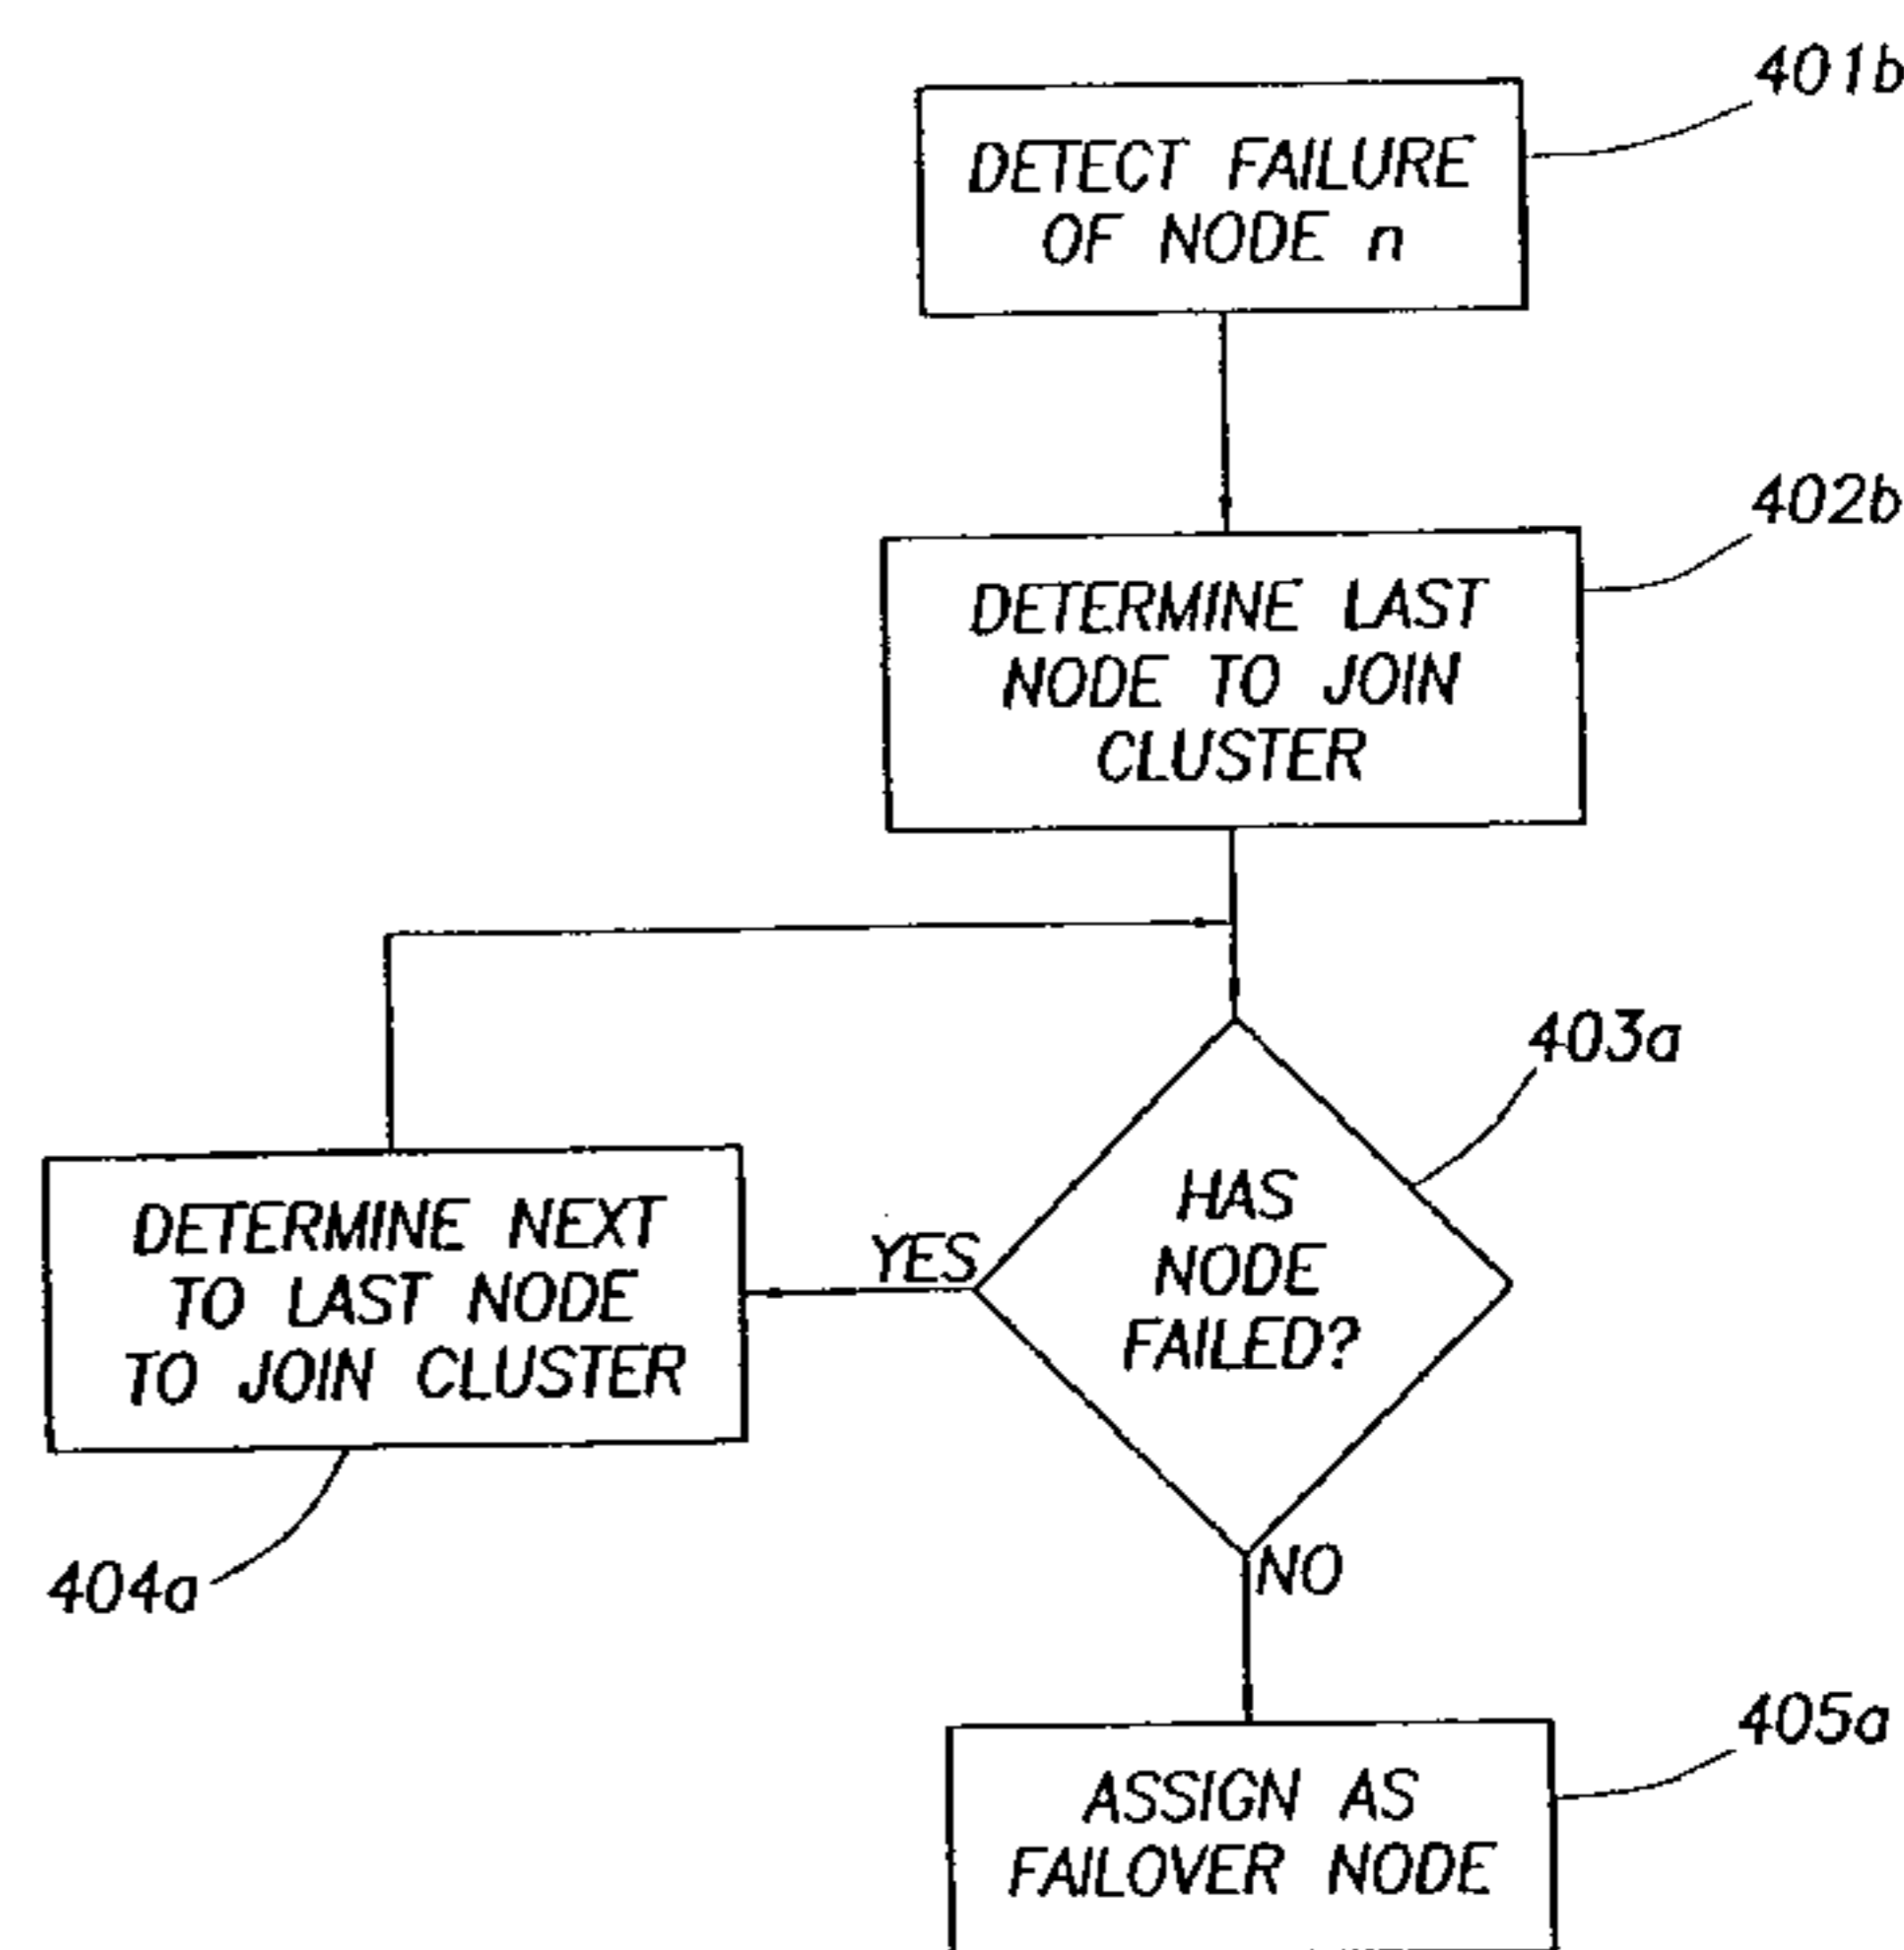 401b
DETECT FAILURE
OF NODE n
402b
DETERMINE LAST
NODE TO JOIN
CLUSTER
403a
HAS
NODE
FAILED?
YES
DETERMINE NEXT
TO LAST NODE
TO JOIN CLUSTER
404a
NO
405a
ASSIGN AS
FAILOVER NODE